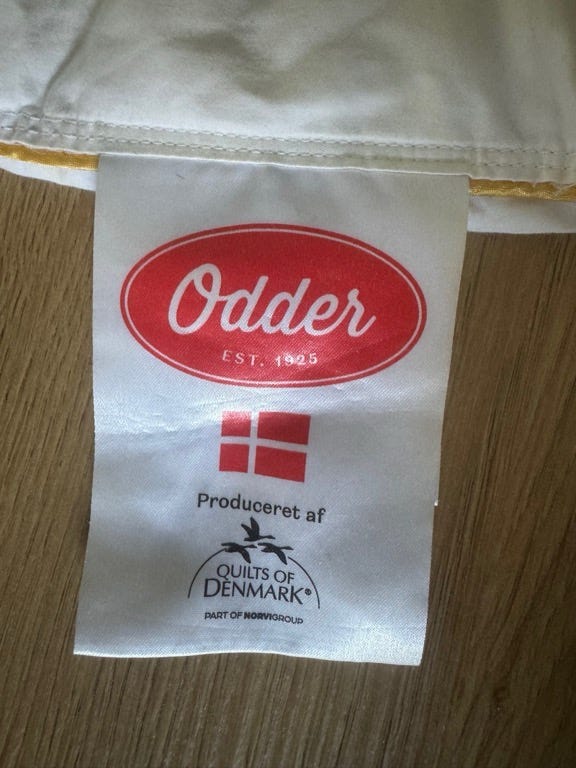 Odder
EST. 1925
Produceret af
QUILTS OF
DENMARK®
PART OF NORVIGROUP